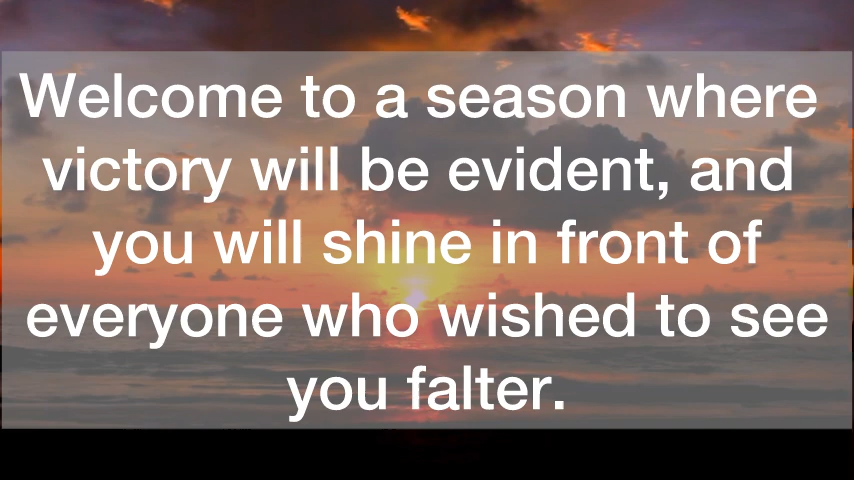 Welcome to a season where
victory will be evident, and
you will shine in front of
everyone who wished to see
you falter.